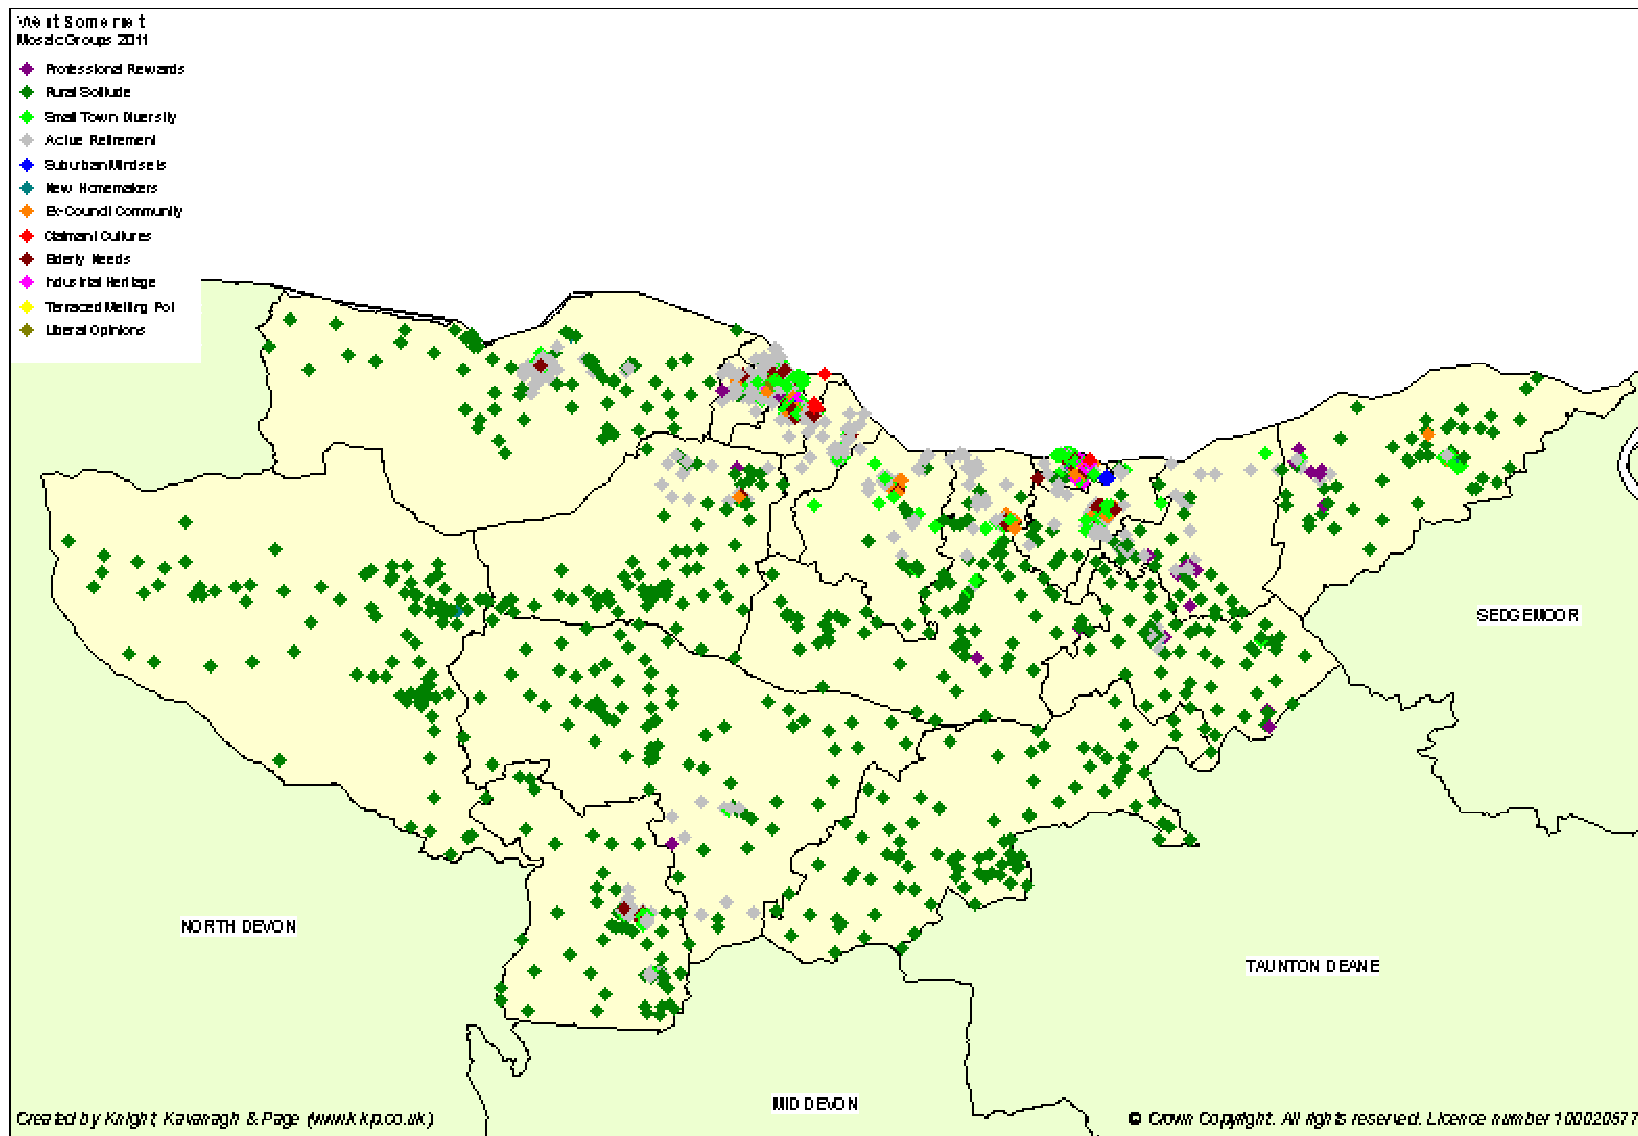 West Somerset
Mosaic Groups 2011
Professional Rewards
Rural Solitude
Small Town Diversity
Active Retirement
Suburban Mindsets
New Homemakers
Ex-Council Community
Claimant Cultures
Elderly Needs
Industrial Heritage
Terraced Melting Pot
Liberal Opinions
SEDGEMOOR
NORTH DEVON
TAUNTON DEANE
MID DEVON
Created by Knight, Kavanagh & Page (www.kkp.co.uk)
© Crown Copyright. All rights reserved. Licence number 100020577